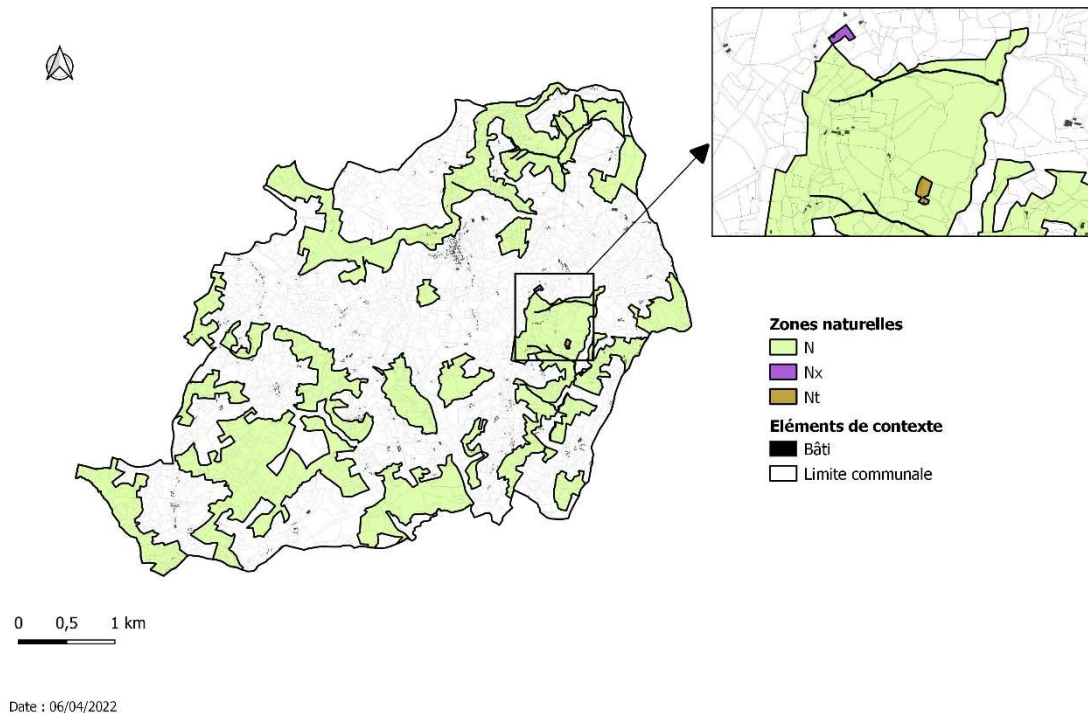 Zones naturelles
N
Nx
Nt
Eléments de contexte
Bâti
Limite communale
0 0,5 1 km
Date : 06/04/2022